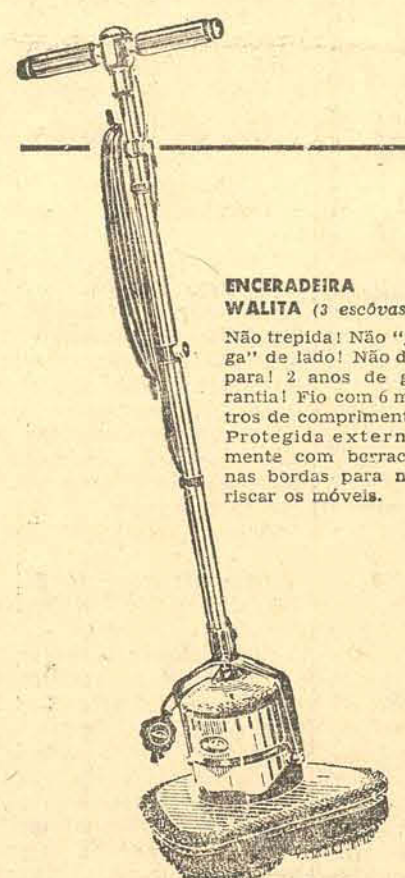 ENCERADEIRA
WALITA (3 escôvas
Não trepida! Não "
ga" de lado! Não d
para! 2 anos de g
rantia! Fio com 6 m
tros de compriment
Protegida extern
mente com borrac
nas bordas para n
riscar os móveis.